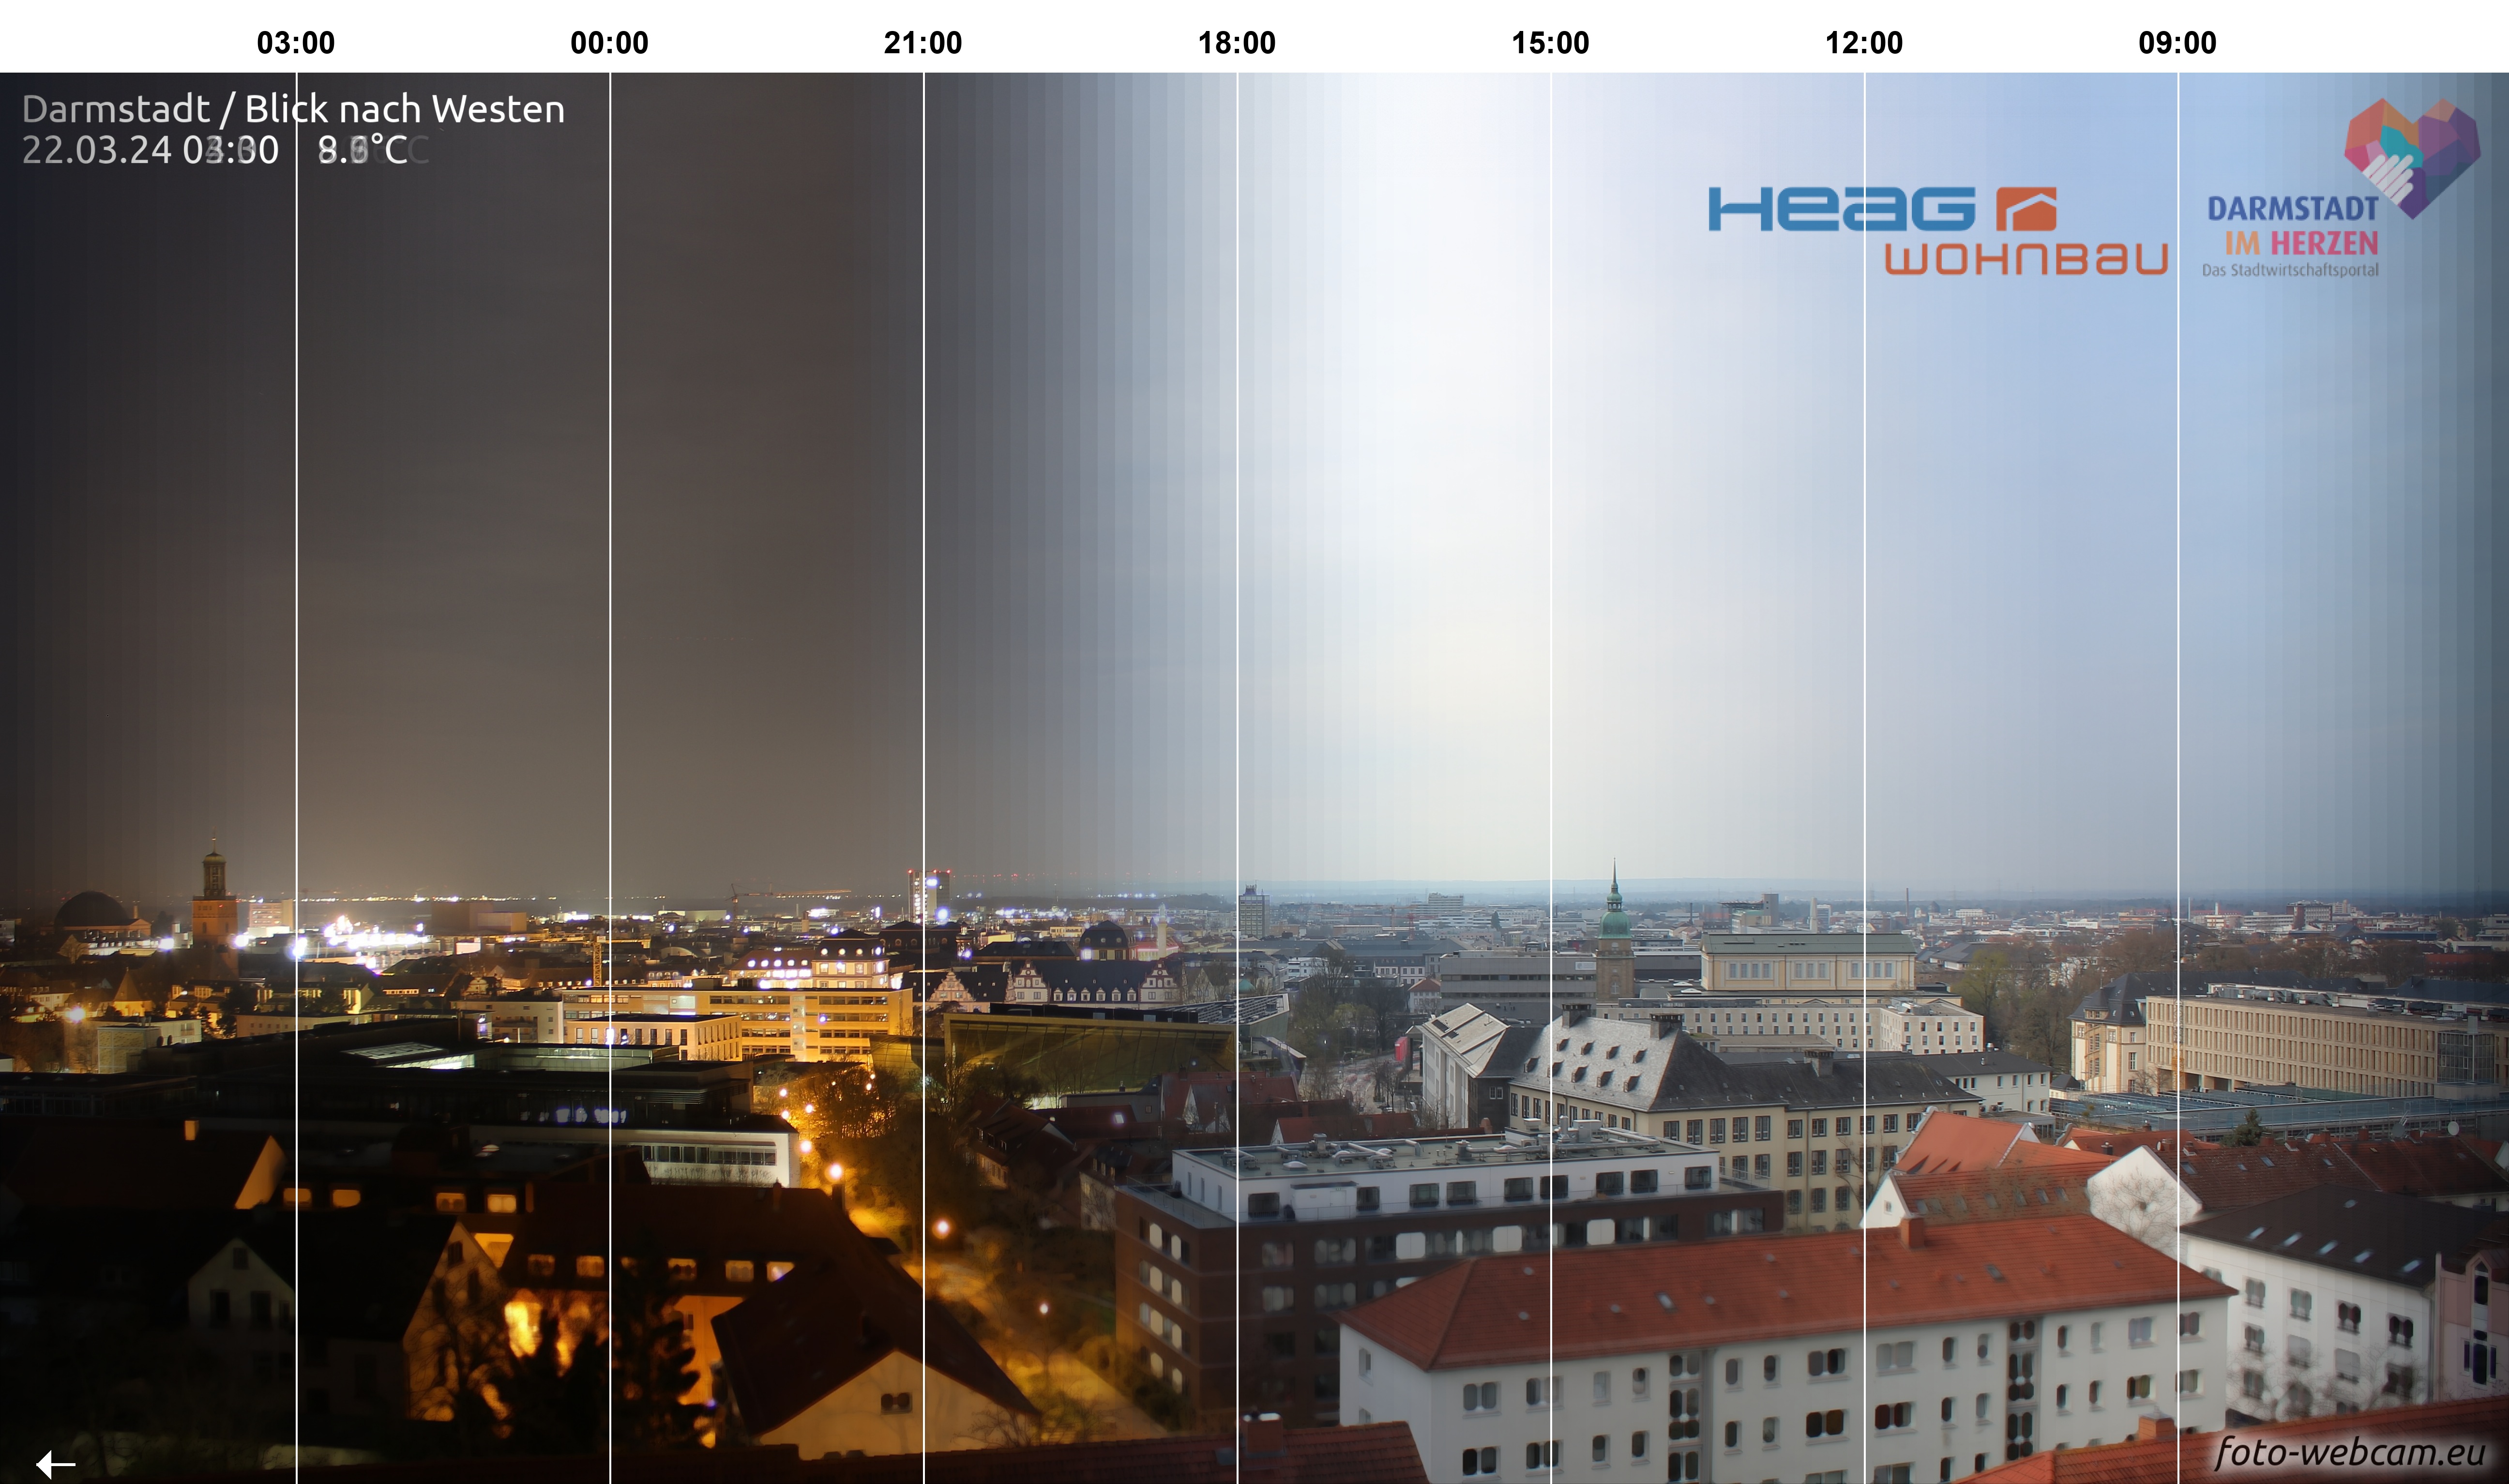 03:00 00:00 21:00 18:00 15:00 12:00 09:00
Darmstadt / Blick nach Westen
22.03.24
HEAG
WOHNBAU
DARMSTADT
IM HERZEN
Das Stadtwirtschaftsportal
foto-webcam.eu